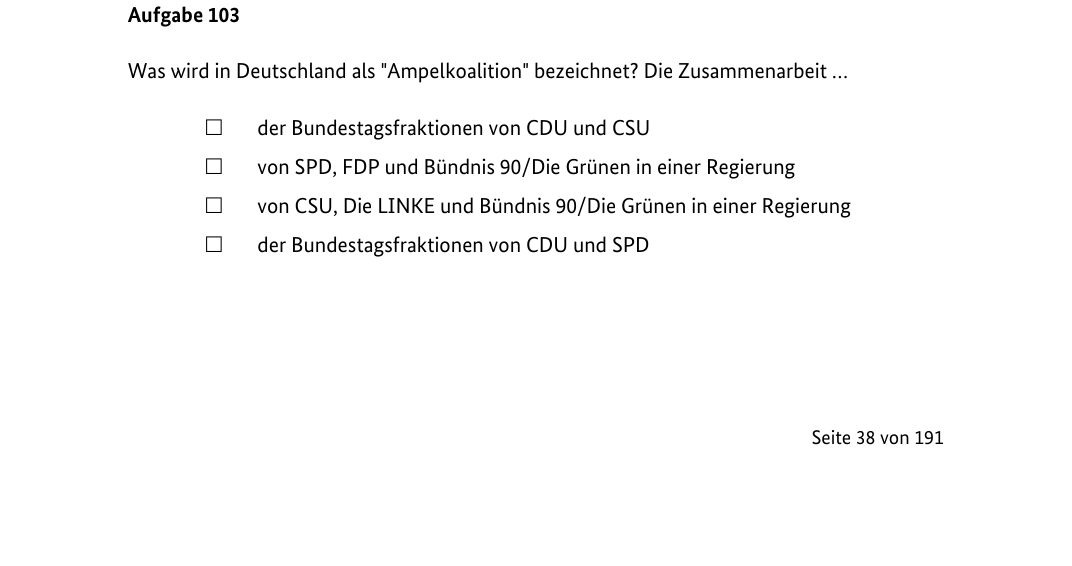 Aufgabe 103
Was wird in Deutschland als "Ampelkoalition" bezeichnet? Die Zusammenarbeit …
☐ der Bundestagsfraktionen von CDU und CSU
☐ von SPD, FDP und Bündnis 90/Die Grünen in einer Regierung
☐ von CSU, Die LINKE und Bündnis 90/Die Grünen in einer Regierung
☐ der Bundestagsfraktionen von CDU und SPD
Seite 38 von 191